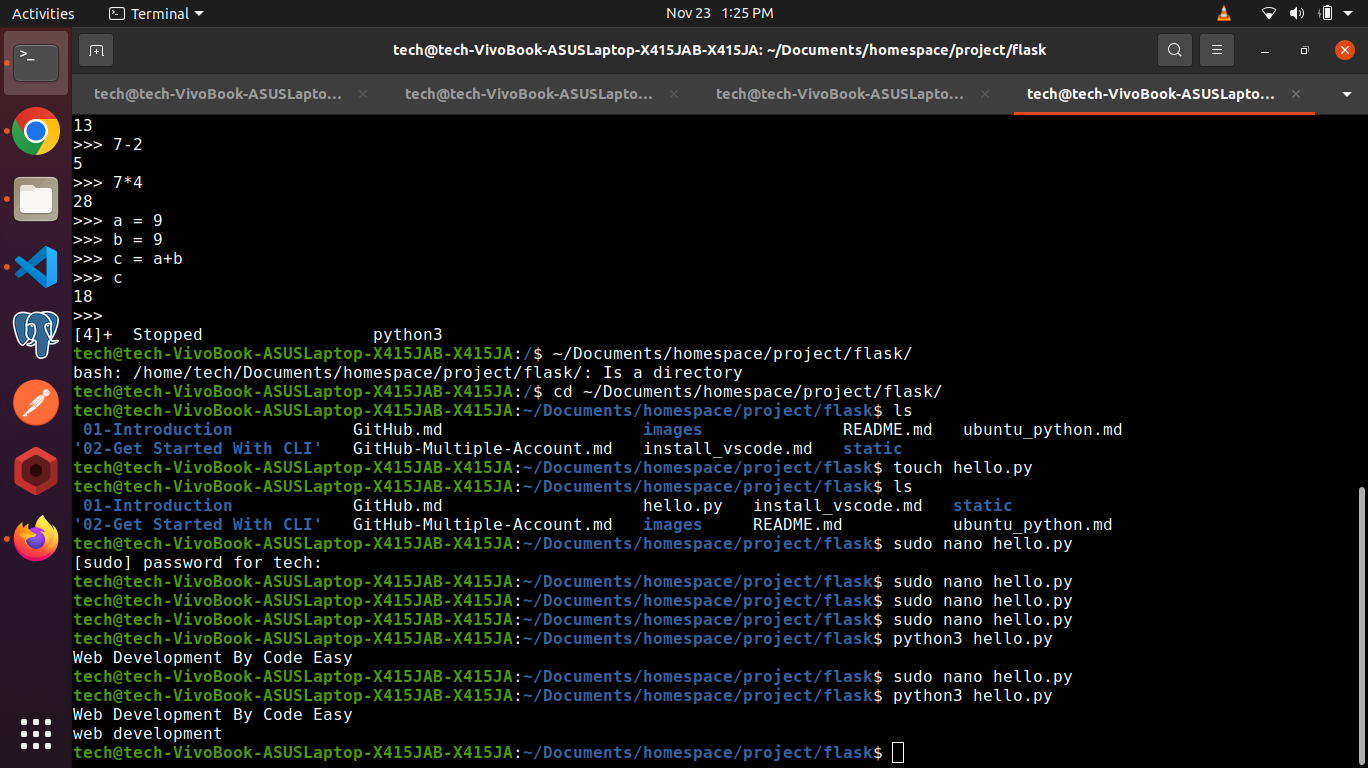 Activities
Terminal
Nov 23 1:25 PM
tech@tech-VivoBook-ASUSLaptop-X415JAB-X415JA: ~/Documents/homespace/project/flask
tech@tech-VivoBook-ASUSLapto... tech@tech-VivoBook-ASUSLapto... tech@tech-VivoBook-ASUSLapto... tech@tech-VivoBook-ASUSLapto...
13
>>> 7-2
5
>>> 7*4
28
>>> a = 9
>>> b = 9
>>> c = a+b
>>> c
18
>>>
[4]+  Stopped                 python3
tech@tech-VivoBook-ASUSLaptop-X415JAB-X415JA:/$ ~/Documents/homespace/project/flask/
bash: /home/tech/Documents/homespace/project/flask/: Is a directory
tech@tech-VivoBook-ASUSLaptop-X415JAB-X415JA:/$ cd ~/Documents/homespace/project/flask/
tech@tech-VivoBook-ASUSLaptop-X415JAB-X415JA:~/Documents/homespace/project/flask$ ls
 01-Introduction            GitHub.md                    images              README.md   ubuntu_python.md
'02-Get Started With CLI'   GitHub-Multiple-Account.md   install_vscode.md   static
tech@tech-VivoBook-ASUSLaptop-X415JAB-X415JA:~/Documents/homespace/project/flask$ touch hello.py
tech@tech-VivoBook-ASUSLaptop-X415JAB-X415JA:~/Documents/homespace/project/flask$ ls
 01-Introduction            GitHub.md                    hello.py   install_vscode.md   static
'02-Get Started With CLI'   GitHub-Multiple-Account.md   images     README.md           ubuntu_python.md
tech@tech-VivoBook-ASUSLaptop-X415JAB-X415JA:~/Documents/homespace/project/flask$ sudo nano hello.py
[sudo] password for tech:
tech@tech-VivoBook-ASUSLaptop-X415JAB-X415JA:~/Documents/homespace/project/flask$ sudo nano hello.py
tech@tech-VivoBook-ASUSLaptop-X415JAB-X415JA:~/Documents/homespace/project/flask$ sudo nano hello.py
tech@tech-VivoBook-ASUSLaptop-X415JAB-X415JA:~/Documents/homespace/project/flask$ sudo nano hello.py
tech@tech-VivoBook-ASUSLaptop-X415JAB-X415JA:~/Documents/homespace/project/flask$ python3 hello.py
Web Development By Code Easy
tech@tech-VivoBook-ASUSLaptop-X415JAB-X415JA:~/Documents/homespace/project/flask$ sudo nano hello.py
tech@tech-VivoBook-ASUSLaptop-X415JAB-X415JA:~/Documents/homespace/project/flask$ python3 hello.py
Web Development By Code Easy
web development
tech@tech-VivoBook-ASUSLaptop-X415JAB-X415JA:~/Documents/homespace/project/flask$